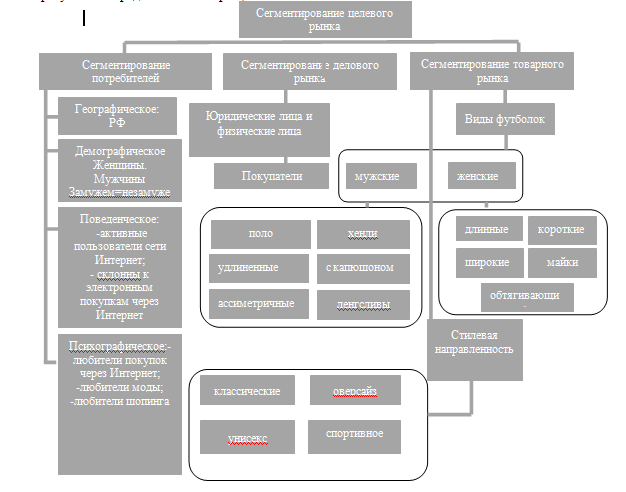 Сегментирование целевого
рынка
Сегментирование
потребителей
Сегментирование делового
рынка
Сегментирование товарного
рынка
Географическое:
РФ
Юридические лица и
физические лица
Виды футболок
Демографическое
Женщины.
Мужчины
Замужем=незамуже
Покупатели
мужские
женские
Поведенческое:
-активные
пользователи сети
Интернет;
- склонны к
электронным
покупкам через
Интернет
поло
хенли
удлиненные
с капюшоном
ассиметричные
ленгсливы
длинные
короткие
широкие
майки
обтягивающи
Психографическое:-
любители покупок
через Интернет;
-любители моды;
-любители шопинга
Стилевая
направленность
классические
оверсайз
унисекс
спортивное